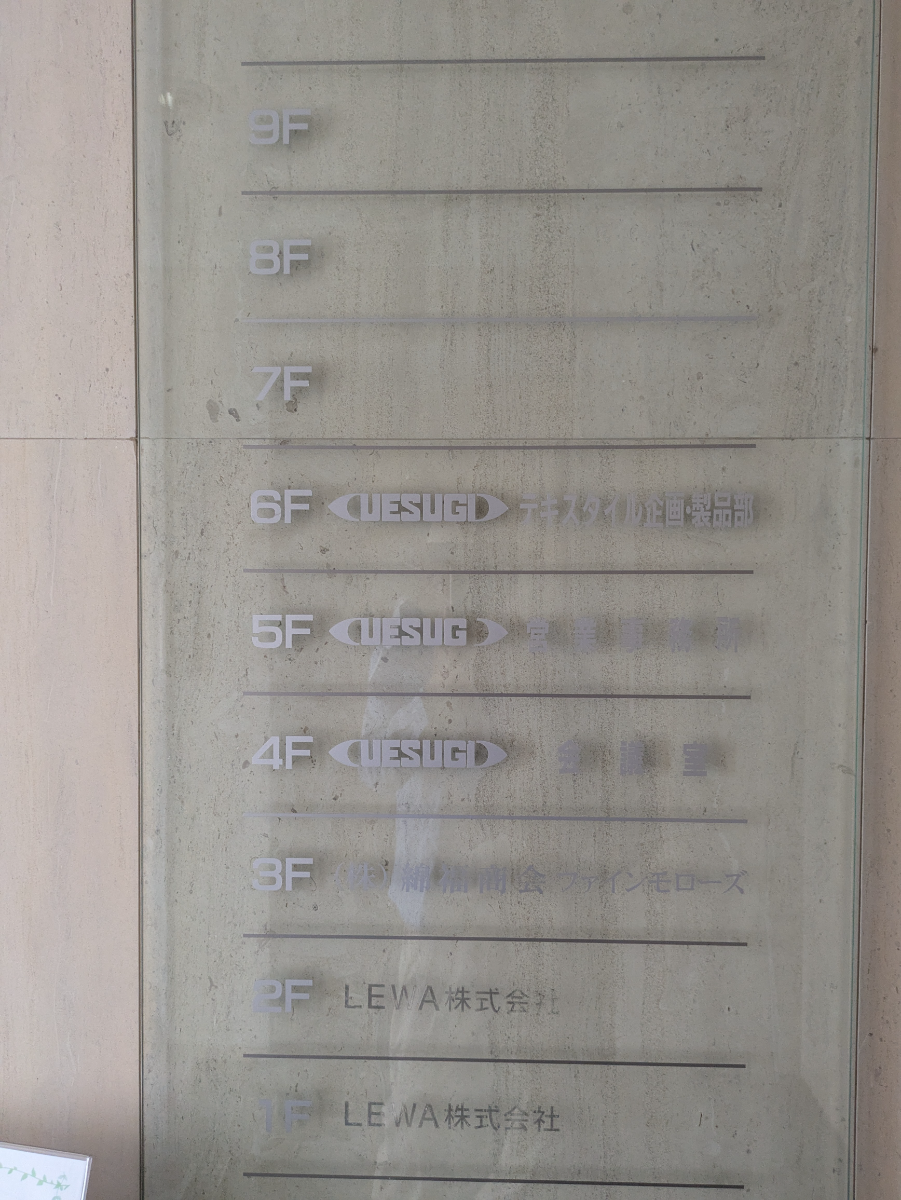 9F
8F
7F
6F UESUGI テキスタイル企画・製品部
5F UESUG 営業事務所
4F UESUGI 会議室
3F (株) 商会 ファインモローズ
2F LEWA株式会社
1F LEWA株式会社